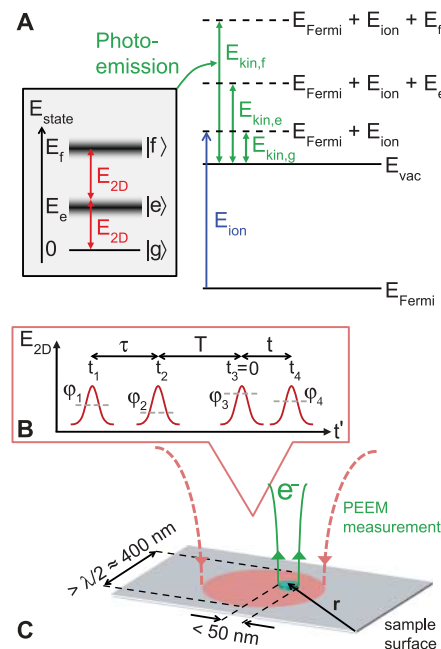 A
Photo-
emission
E_state
E_f
|f⟩
E_2D
E_e
|e⟩
E_2D
0
|g⟩
E_Fermi + E_ion + E_f
E_kin,f
E_Fermi + E_ion + E_e
E_kin,e
E_Fermi + E_ion
E_kin,g
E_vac
E_ion
E_Fermi
E_2D
τ T t
t_1 t_2 t_3=0 t_4
φ_1 φ_2 φ_3 φ_4
B
t'
e⁻
PEEM
measurement
> λ/2 ≈ 400 nm
r
< 50 nm
sample
surface
C